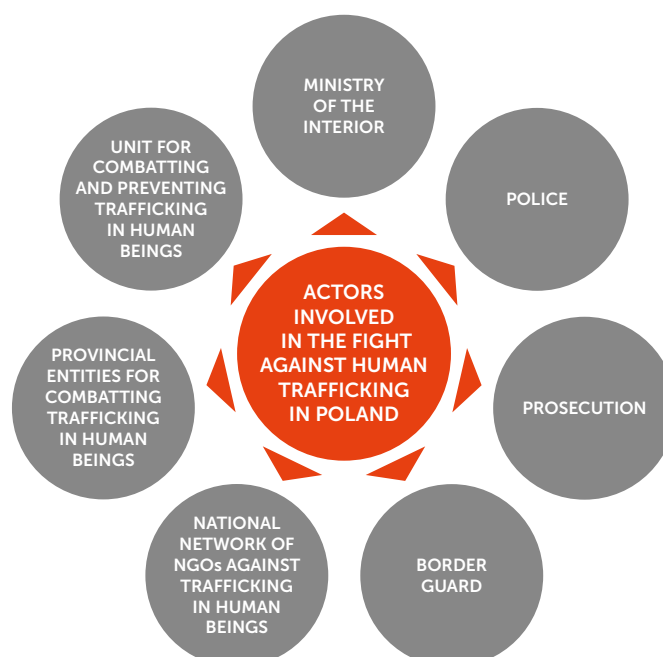 MINISTRY
OF THE
INTERIOR
UNIT FOR
COMBATTING
AND PREVENTING
TRAFFICKING
IN HUMAN
BEINGS
POLICE
ACTORS
INVOLVED
IN THE FIGHT
AGAINST HUMAN
TRAFFICKING
IN POLAND
PROVINCIAL
ENTITIES FOR
COMBATTING
TRAFFICKING
IN HUMAN
BEINGS
PROSECUTION
NATIONAL
NETWORK OF
NGOs AGAINST
TRAFFICKING
IN HUMAN
BEINGS
BORDER
GUARD